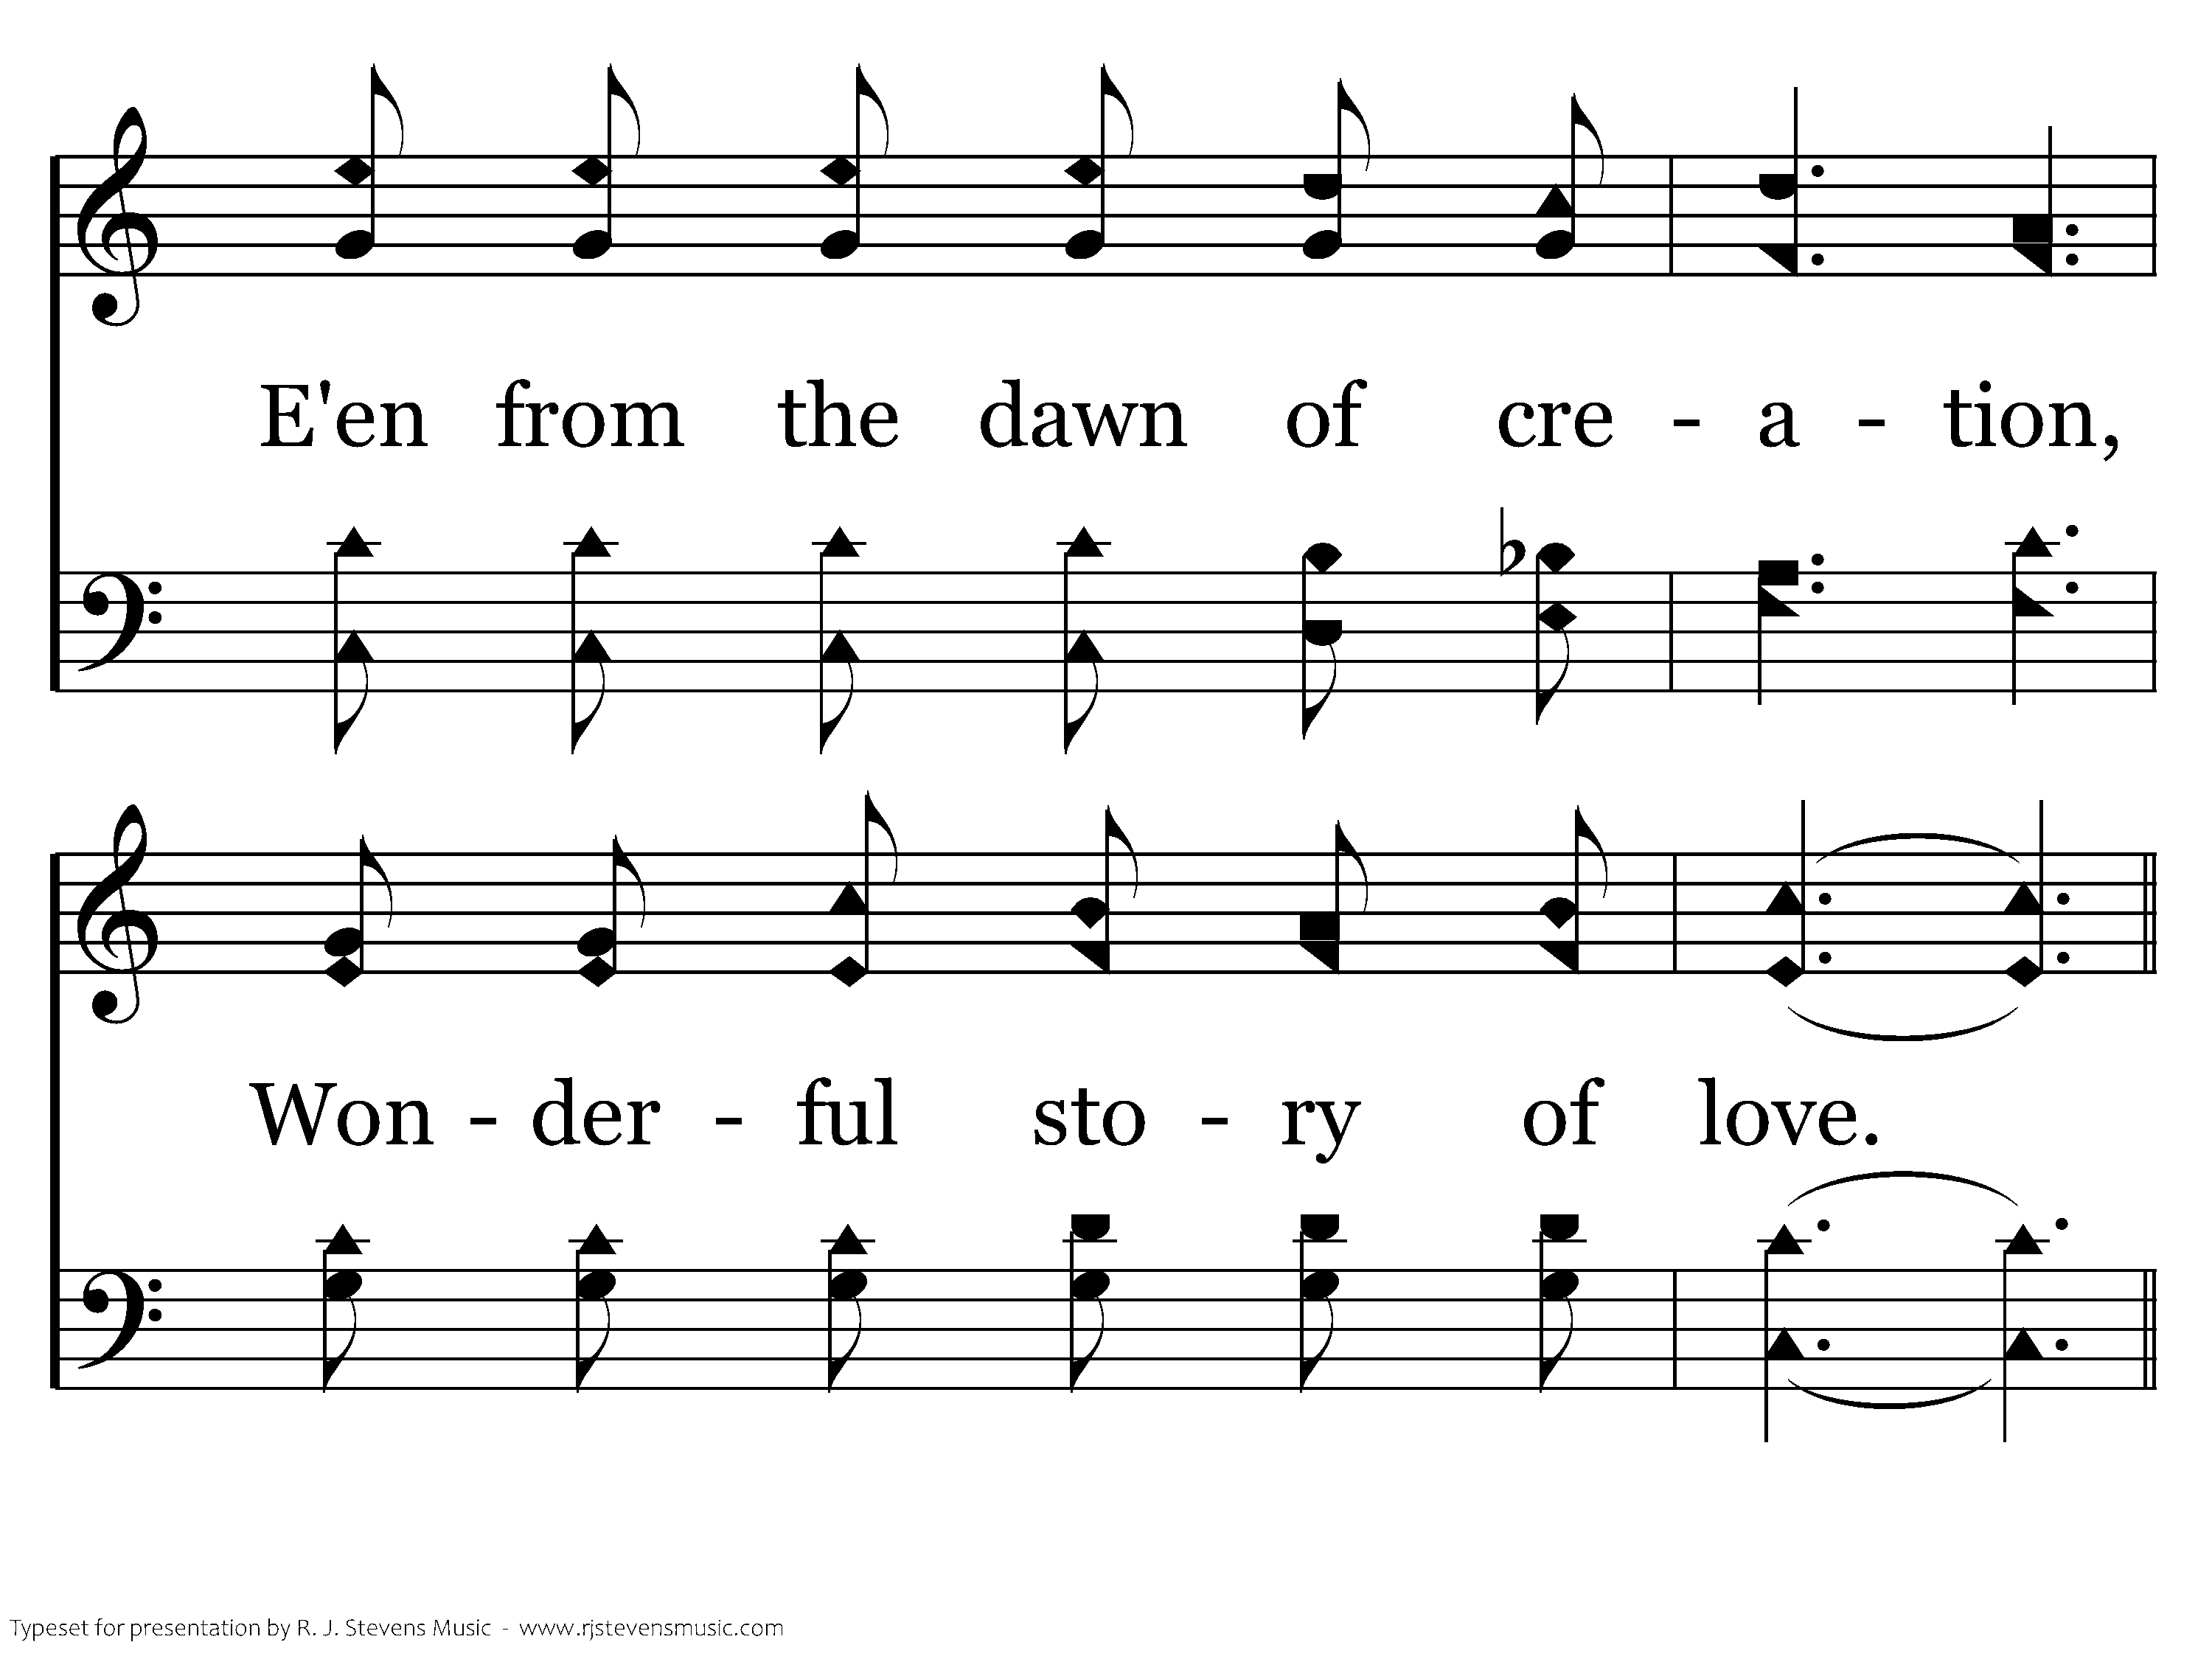 E'en from the dawn of cre - a - tion,
Won - der - ful sto - ry of love.
Typeset for presentation by R. J. Stevens Music - www.rjstevensmusic.com